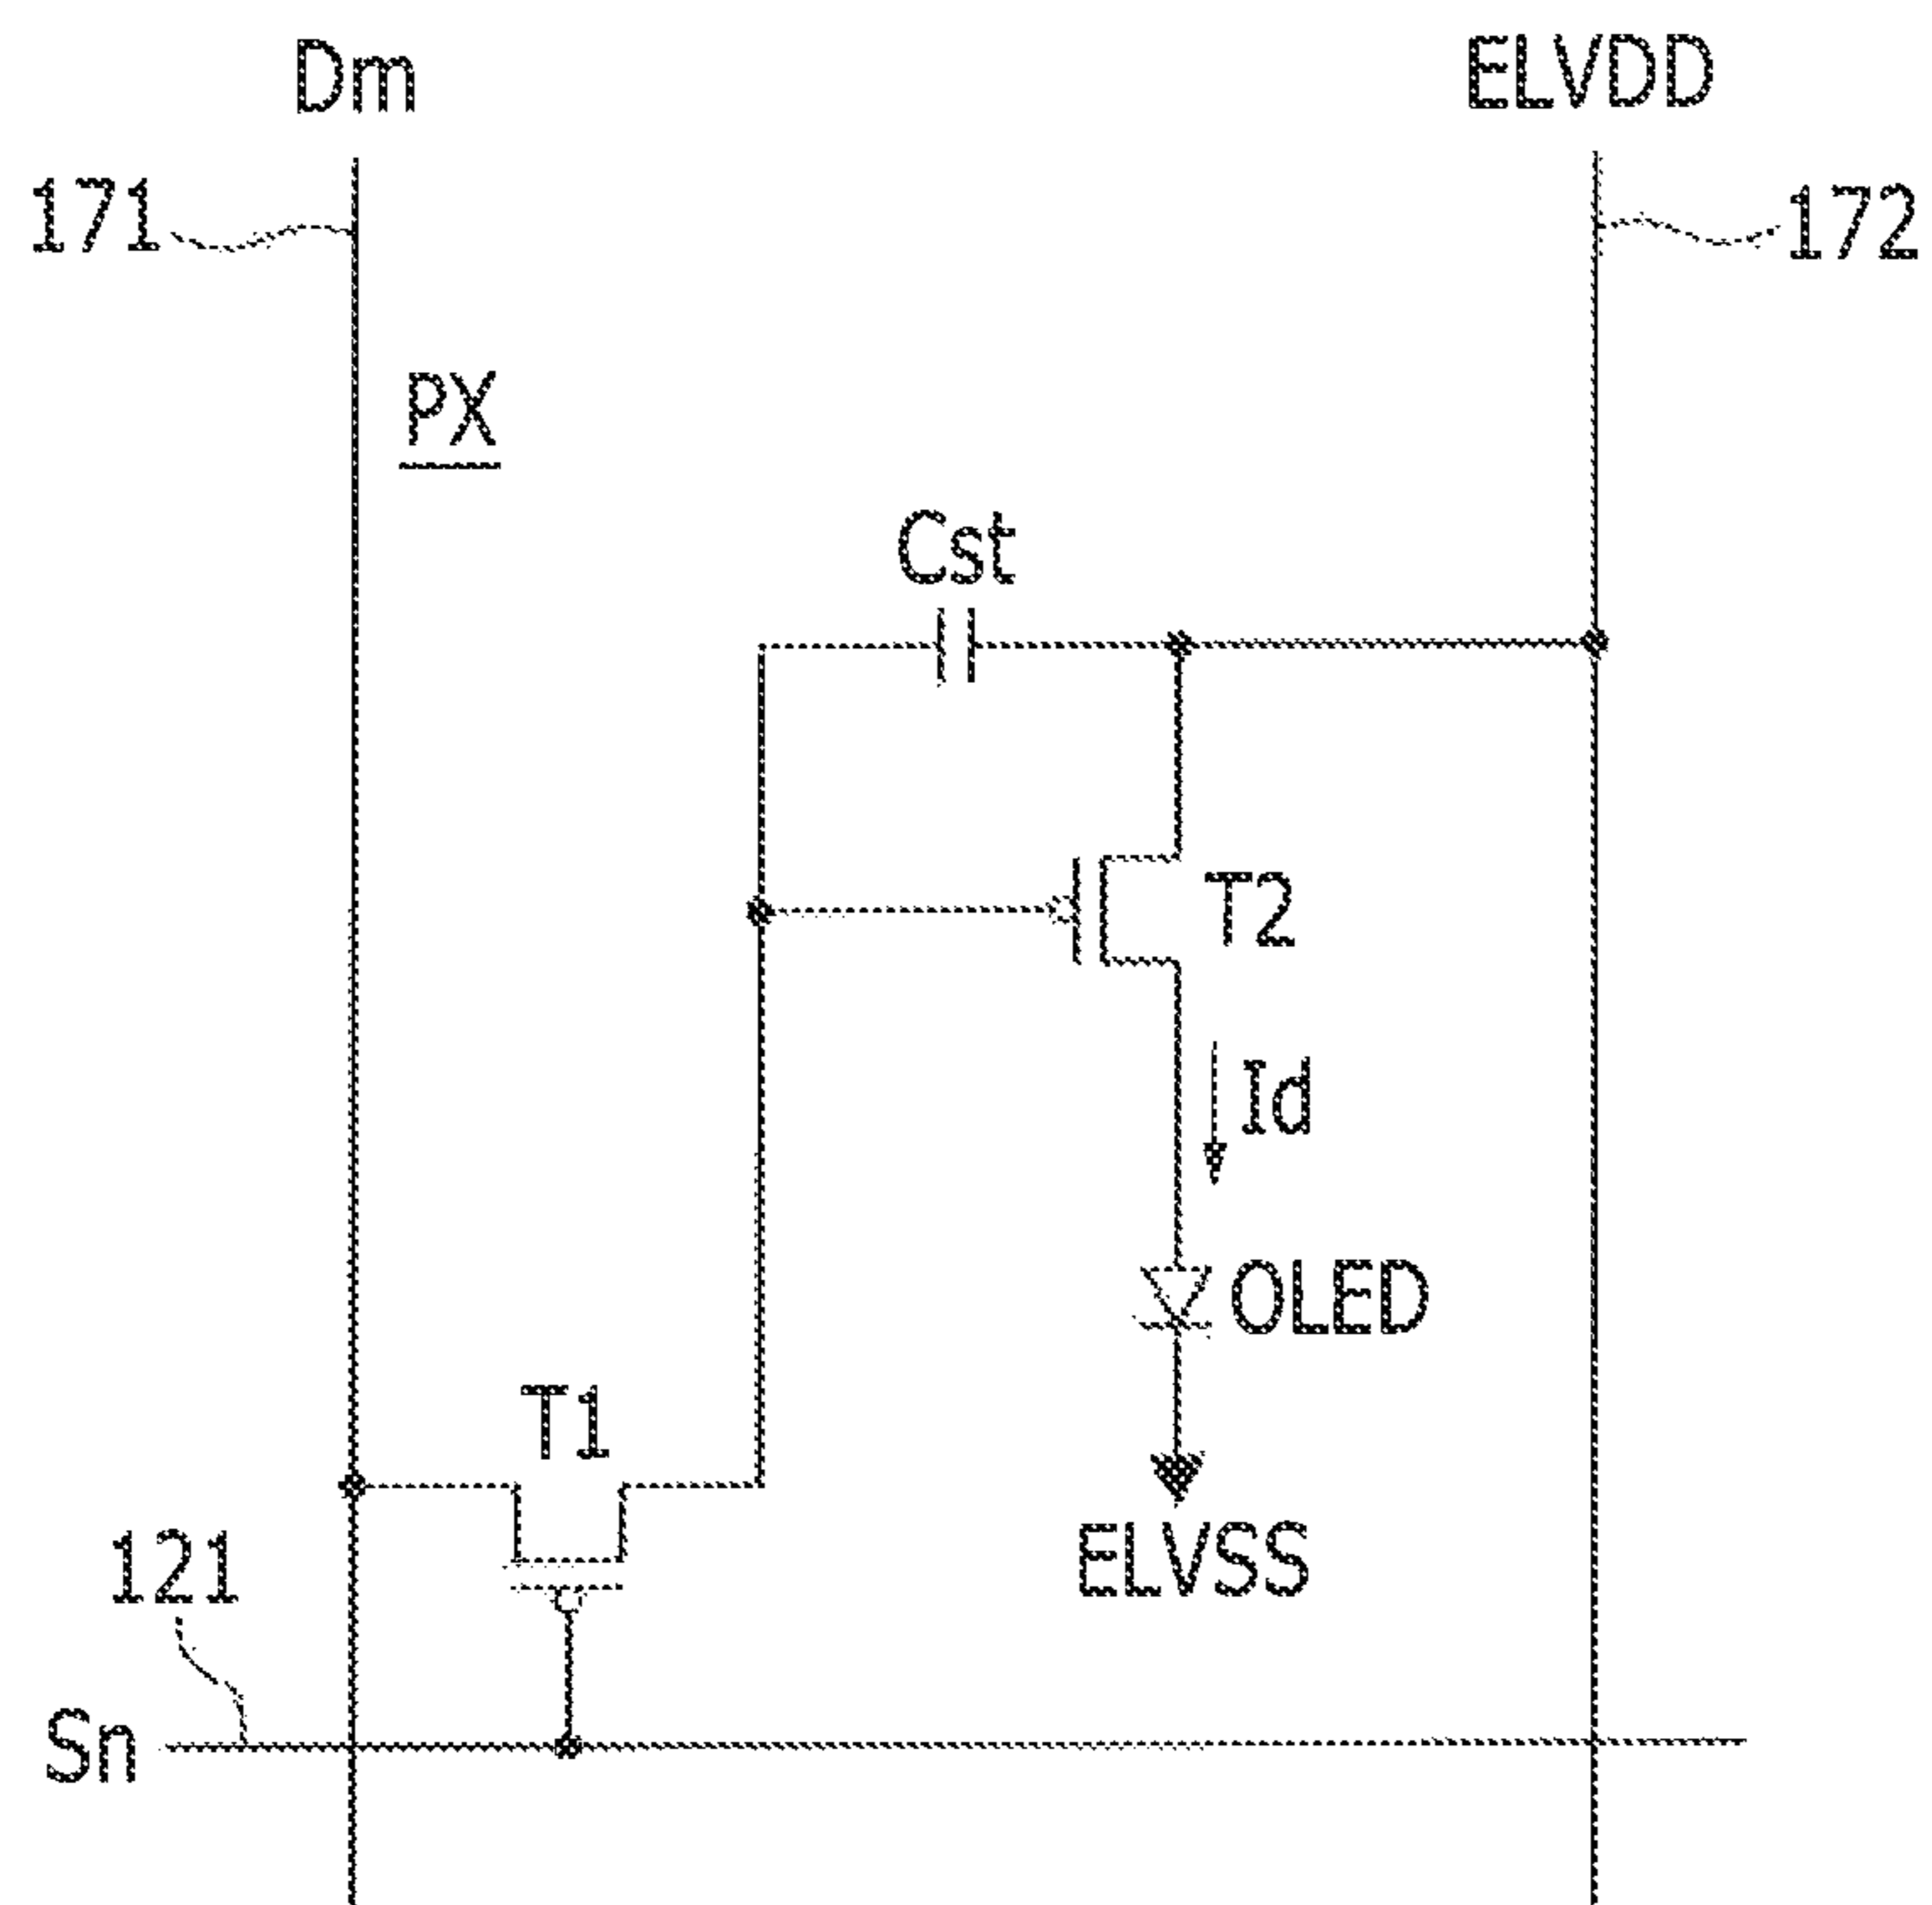 Dm
ELVDD
171
172
PX
Cst
T2
Id
OLED
T1
ELVSS
121
Sn